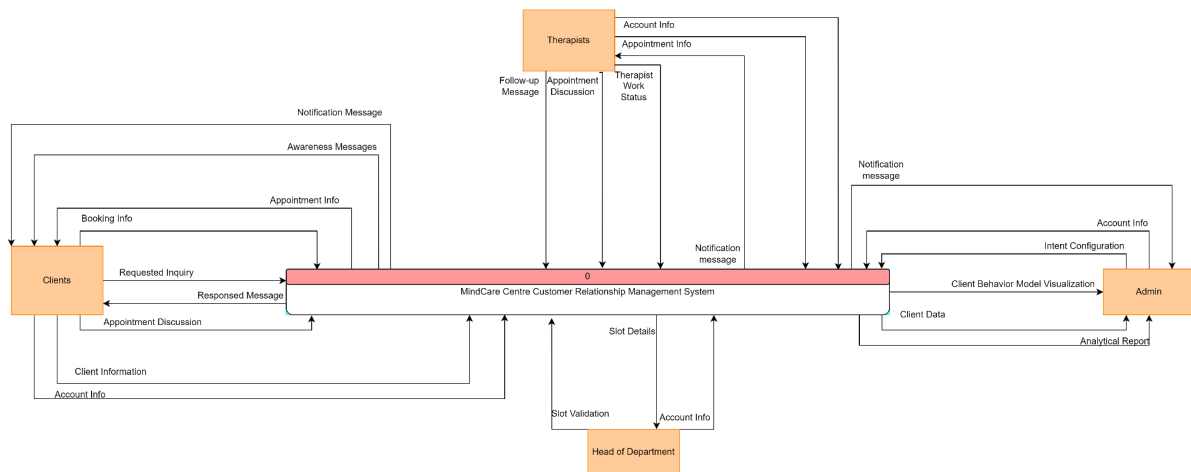 Therapists
Account Info
Appointment Info
Follow-up
Message
Appointment
Discussion
Therapist
Work
Status
Notification Message
Awareness Messages
Appointment Info
Booking Info
Notification
message
Account Info
Intent Configuration
Notification
message
Clients
Requested Inquiry
0
MindCare Centre Customer Relationship Management System
Client Behavior Model Visualization
Admin
Responsed Message
Appointment Discussion
Client Data
Analytical Report
Slot Details
Client Information
Account Info
Slot Validation
Account Info
Head of Department